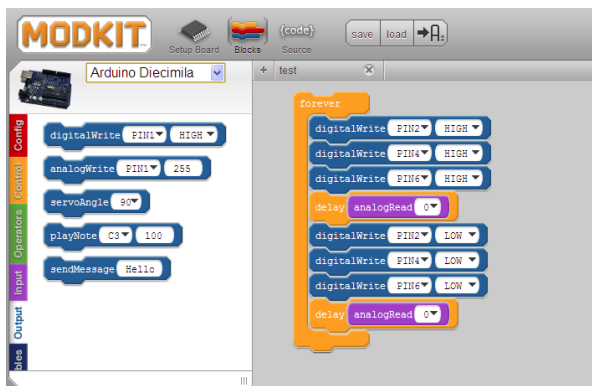 MODKIT
Setup Board
Blocks
{code}
Source
save
load
A
Arduino Diecimila
+
test
Config
Control
Operators
Input
Output
bles
digitalWrite PIN1 HIGH
analogWrite PIN1 255
servoAngle 90
playNote C3 100
sendMessage Hello
forever
digitalWrite PIN2 HIGH
digitalWrite PIN4 HIGH
digitalWrite PIN6 HIGH
delay analogRead 0
digitalWrite PIN2 LOW
digitalWrite PIN4 LOW
digitalWrite PIN6 LOW
delay analogRead 0